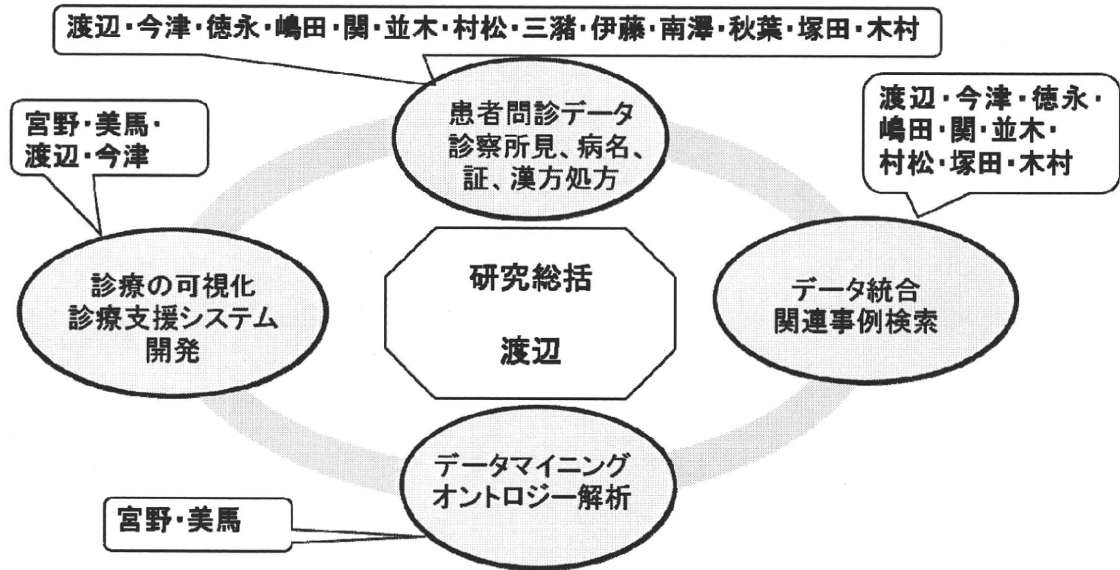 渡辺・今津・徳永・嶋田・関・並木・村松・三瀦・伊藤・南澤・秋葉・塚田・木村
患者問診データ
診察所見、病名、
証、漢方処方
渡辺・今津・徳永・
嶋田・関・並木・
村松・塚田・木村
宮野・美馬・
渡辺・今津
診療の可視化
診療支援システム
開発
研究総括
渡辺
データ統合
関連事例検索
データマイニング
オントロジー解析
宮野・美馬